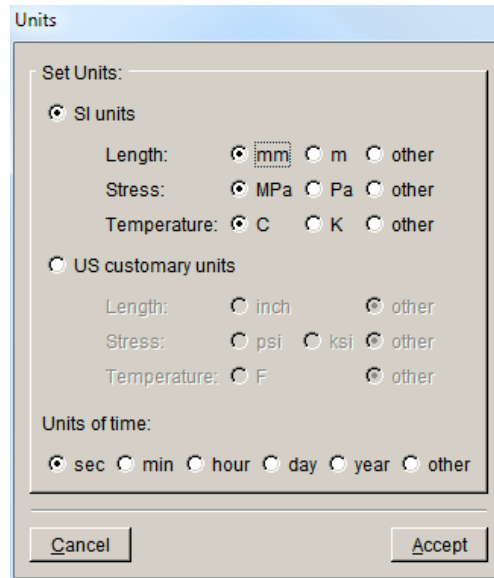 Units
Set Units:
SI units
Length: mm m other
Stress: MPa Pa other
Temperature: C K other
US customary units
Length: inch other
Stress: psi ksi other
Temperature: F other
Units of time:
sec min hour day year other
Cancel Accept